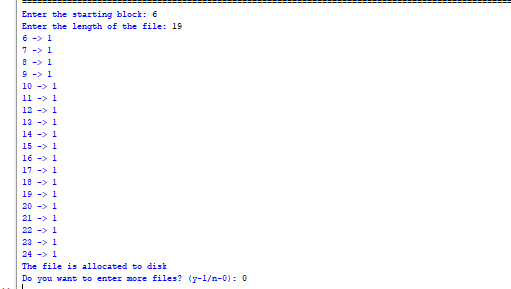 Enter the starting block: 6
Enter the length of the file: 19
6 -> 1
7 -> 1
8 -> 1
9 -> 1
10 -> 1
11 -> 1
12 -> 1
13 -> 1
14 -> 1
15 -> 1
16 -> 1
17 -> 1
18 -> 1
19 -> 1
20 -> 1
21 -> 1
22 -> 1
23 -> 1
24 -> 1
The file is allocated to disk
Do you want to enter more files? (y-1/n-0): 0